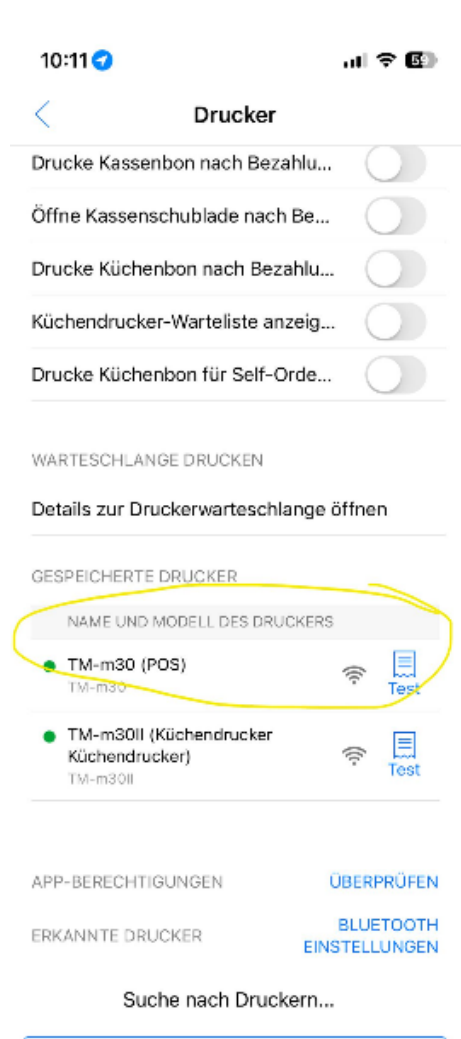 10:11
59
Drucker
Drucke Kassenbon nach Bezahlu...
Öffne Kassenschublade nach Be...
Drucke Küchenbon nach Bezahlu...
Küchendrucker-Warteliste anzeig...
Drucke Küchenbon für Self-Orde...
WARTESCHLANGE DRUCKEN
Details zur Druckerwarteschlange öffnen
GESPEICHERTE DRUCKER
NAME UND MODELL DES DRUCKERS
TM-m30 (POS)
TM-m30
Test
TM-m30II (Küchendrucker
Küchendrucker)
TM-m30II
Test
APP-BERECHTIGUNGEN ÜBERPRÜFEN
ERKANNTE DRUCKER BLUETOOTH
EINSTELLUNGEN
Suche nach Druckern...